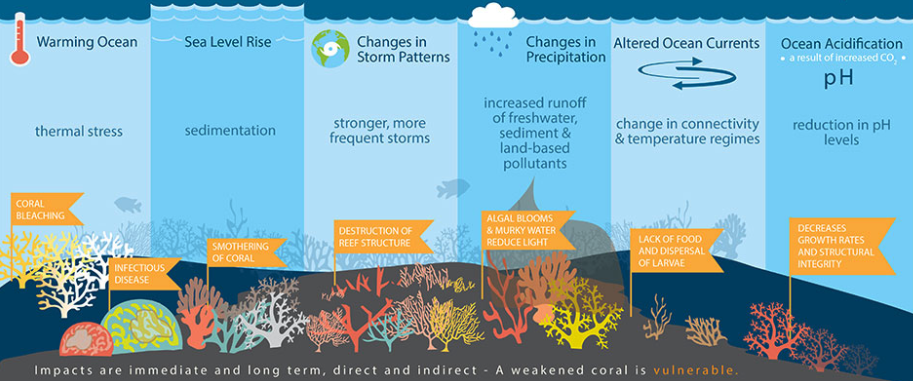 Warming Ocean
thermal stress
CORAL
BLEACHING
INFECTIOUS
DISEASE
Sea Level Rise
sedimentation
SMOTHERING
OF CORAL
Changes in
Storm Patterns
stronger, more
frequent storms
DESTRUCTION OF
REEF STRUCTURE
Changes in
Precipitation
increased runoff
of freshwater,
sediment &
land-based
pollutants
ALGAL BLOOMS
& MURKY WATER
REDUCE LIGHT
Altered Ocean Currents
change in connectivity
& temperature regimes
LACK OF FOOD
AND DISPERSAL
OF LARVAE
Ocean Acidification
• a result of increased CO₂ •
pH
reduction in pH
levels
DECREASES
GROWTH RATES
AND STRUCTURAL
INTEGRITY
Impacts are immediate and long term, direct and indirect - A weakened coral is vulnerable.